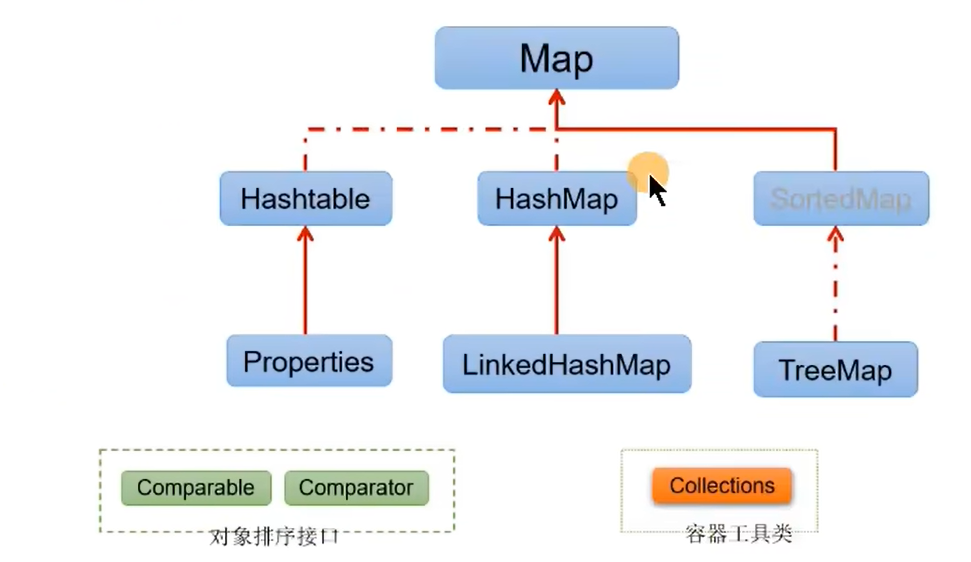 Map
Hashtable
HashMap
SortedMap
Properties
LinkedHashMap
TreeMap
Comparable
Comparator
Collections
对象排序接口
容器工具类